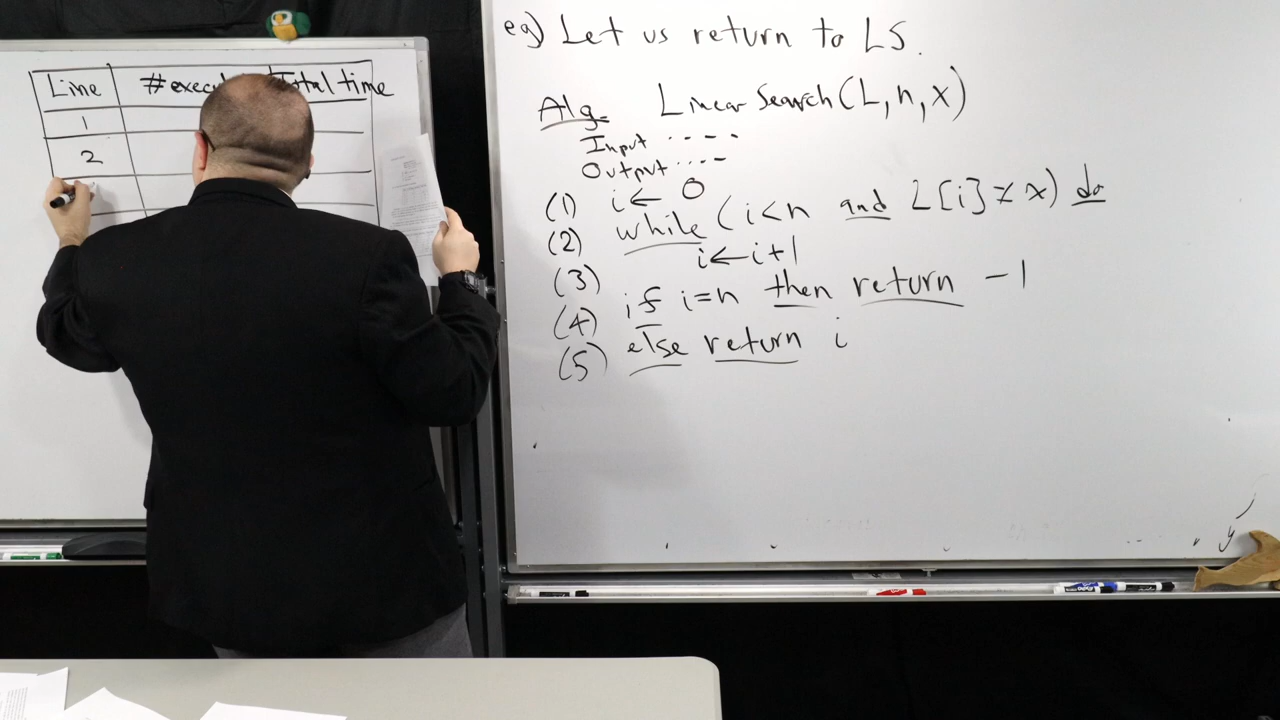 Line # exec Total time
1
2
eg) Let us return to LS.
Alg. LinearSearch(L, n, x)
Input ----
Output ----
(1) i ← 0
(2) while (i<n and L[i] ≠ x) do
(3) i ← i+1
(4) if i=n then return -1
(5) else return i
y